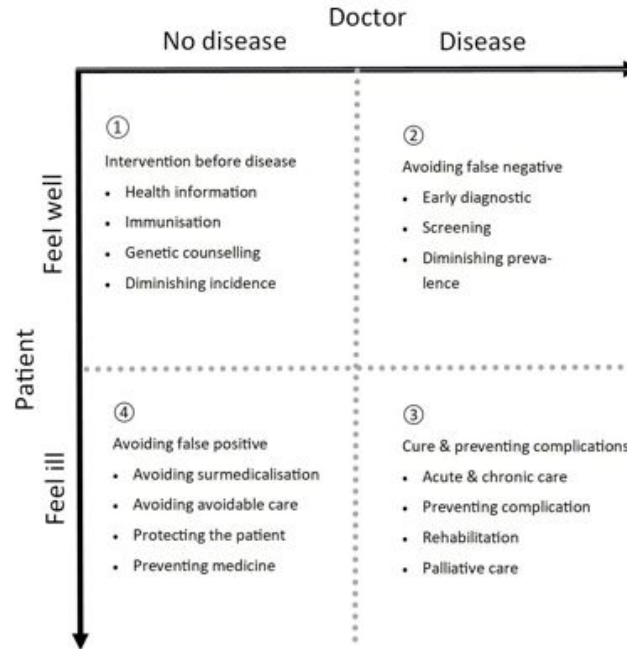 Doctor
No disease
Disease
Patient
Feel well
Feel ill
①
Intervention before disease
• Health information
• Immunisation
• Genetic counselling
• Diminishing incidence
②
Avoiding false negative
• Early diagnostic
• Screening
• Diminishing preva-
lence
④
Avoiding false positive
• Avoiding surmedicalisation
• Avoiding avoidable care
• Protecting the patient
• Preventing medicine
③
Cure & preventing complications
• Acute & chronic care
• Preventing complication
• Rehabilitation
• Palliative care